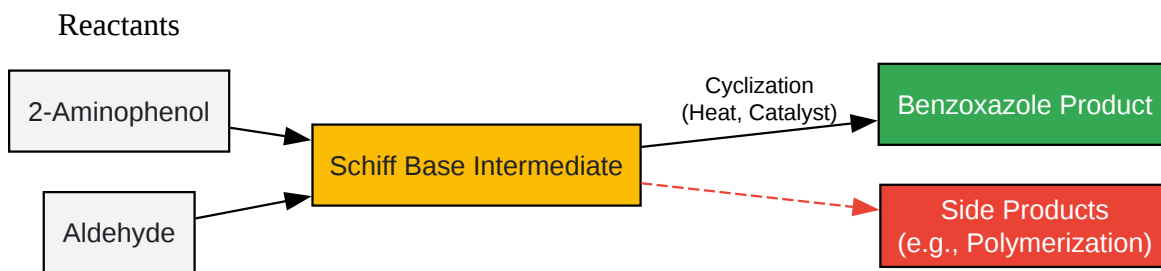 Reactants
2-Aminophenol
Aldehyde
Schiff Base Intermediate
Cyclization
(Heat, Catalyst)
Benzoxazole Product
Side Products
(e.g., Polymerization)